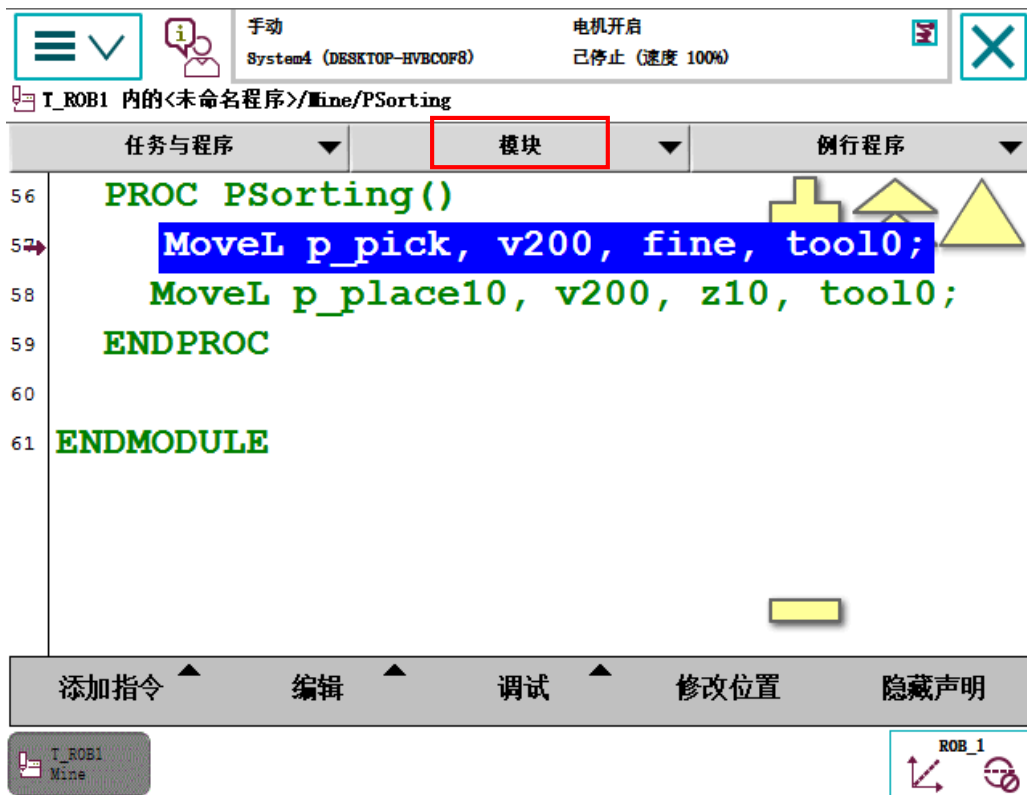 手动
电机开启
System4 (DESKTOP-HVBCOF8)
己停止 (速度 100%)
T_ROB1 内的<未命名程序>/Mine/PSorting
任务与程序
模块
例行程序
56 PROC PSorting()
57 MoveL p_pick, v200, fine, tool0;
58 MoveL p_place10, v200, z10, tool0;
59 ENDPROC
60
61 ENDMODULE
添加指令
编辑
调试
修改位置
隐藏声明
T_ROB1
Mine
ROB_1